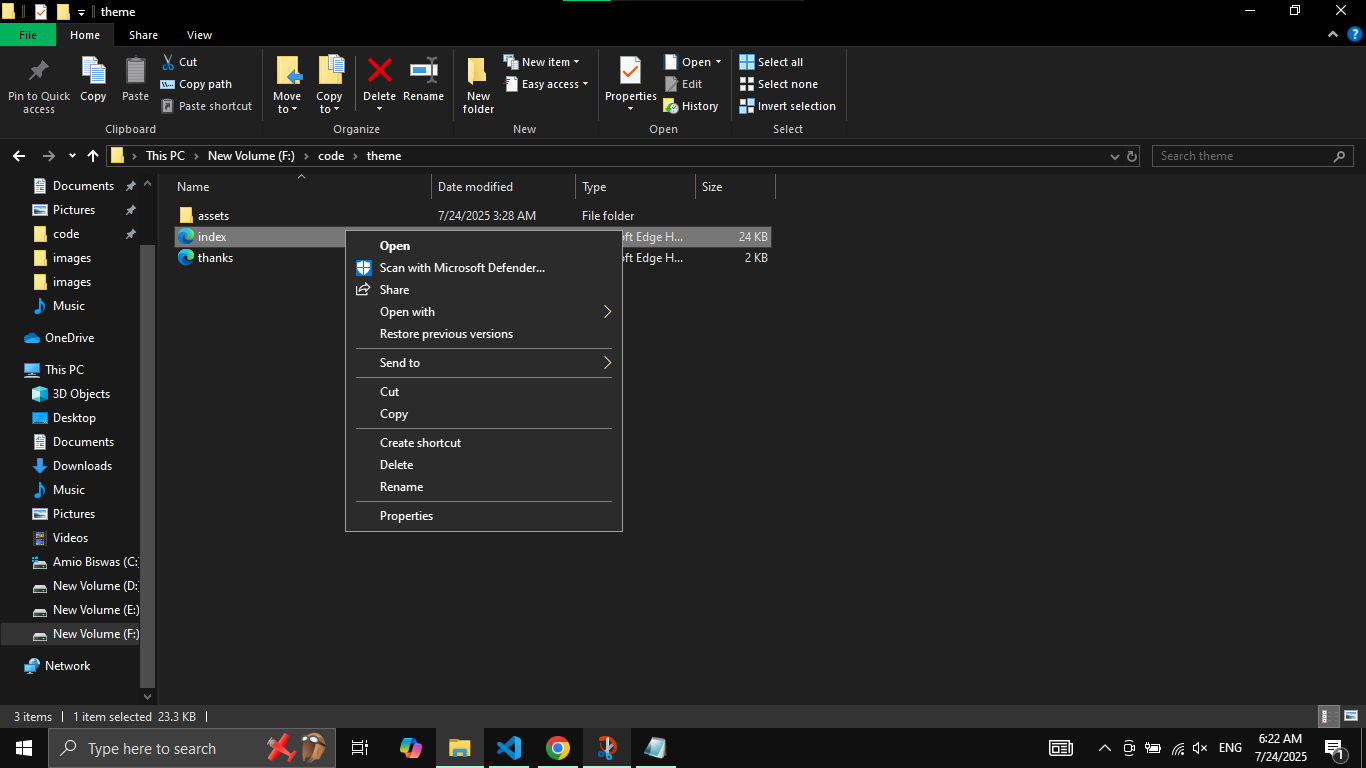 theme
File Home Share View
Pin to Quick access
Copy
Paste
Cut
Copy path
Paste shortcut
Clipboard
Move to
Copy to
Delete
Rename
Organize
New folder
New item
Easy access
New
Properties
Open
Edit
History
Open
Select all
Select none
Invert selection
Select
This PC New Volume (F:) code theme
Search theme
Documents
Pictures
code
images
images
Music
OneDrive
This PC
3D Objects
Desktop
Documents
Downloads
Music
Pictures
Videos
Amio Biswas (C:
New Volume (D:
New Volume (E:)
New Volume (F:)
Network
Name Date modified Type Size
assets 7/24/2025 3:28 AM File folder
index oft Edge H... 24 KB
thanks oft Edge H... 2 KB
Open
Scan with Microsoft Defender...
Share
Open with
Restore previous versions
Send to
Cut
Copy
Create shortcut
Delete
Rename
Properties
3 items 1 item selected 23.3 KB
Type here to search
ENG
6:22 AM
7/24/2025
1